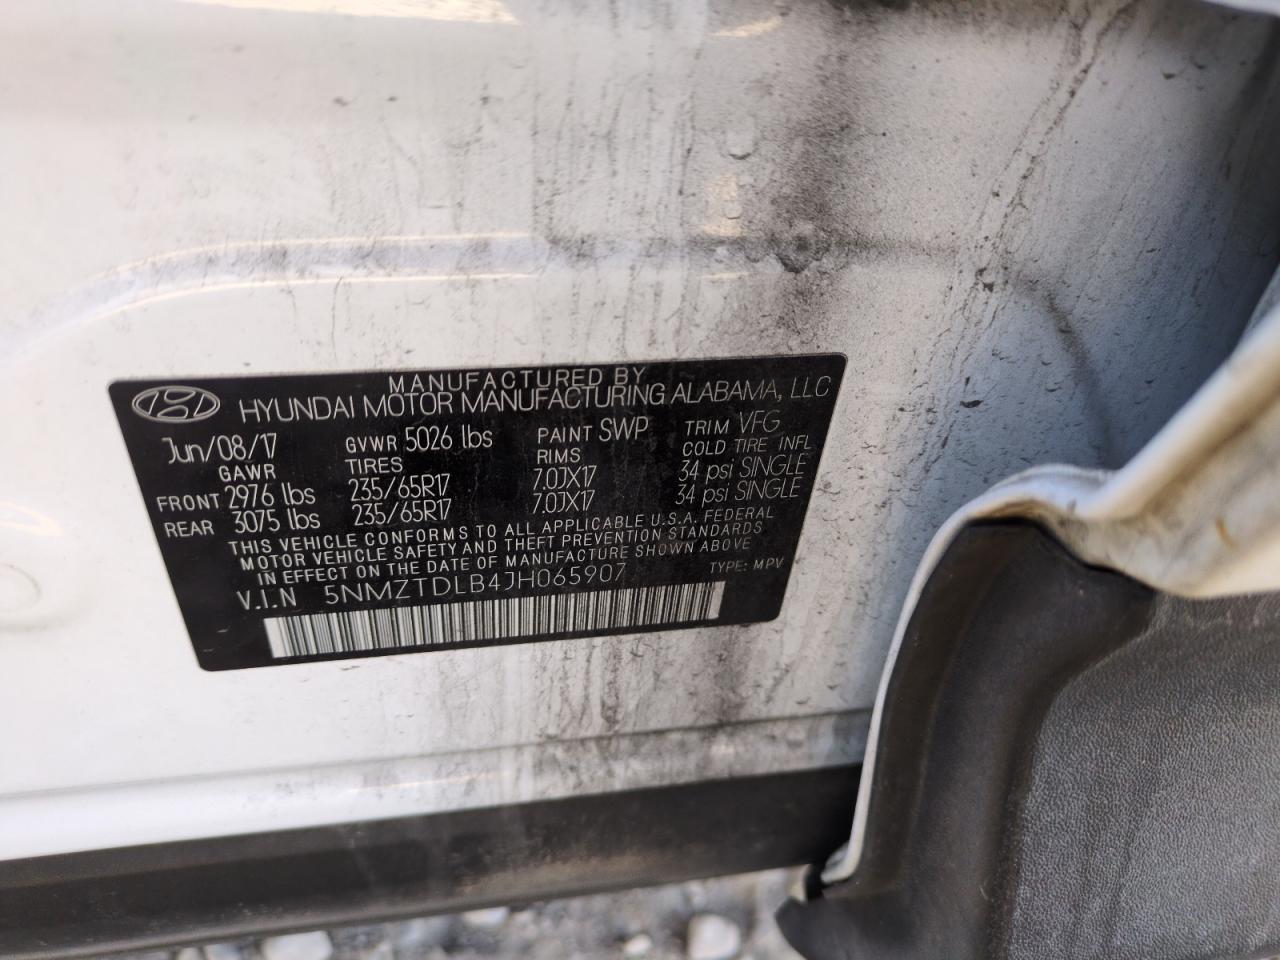 MANUFACTURED BY
HYUNDAI MOTOR MANUFACTURING ALABAMA, LLC
Jun/08/17 GVWR 5026 lbs PAINT SWP TRIM VFG
GAWR TIRES RIMS COLD TIRE INFL
FRONT 2976 lbs 235/65R17 7.0JX17 34 psi SINGLE
REAR 3075 lbs 235/65R17 7.0JX17 34 psi SINGLE
THIS VEHICLE CONFORMS TO ALL APPLICABLE U.S.A. FEDERAL
MOTOR VEHICLE SAFETY AND THEFT PREVENTION STANDARDS
IN EFFECT ON THE DATE OF MANUFACTURE SHOWN ABOVE
V.I.N 5NMZTDLB4JH065907 TYPE: MPV